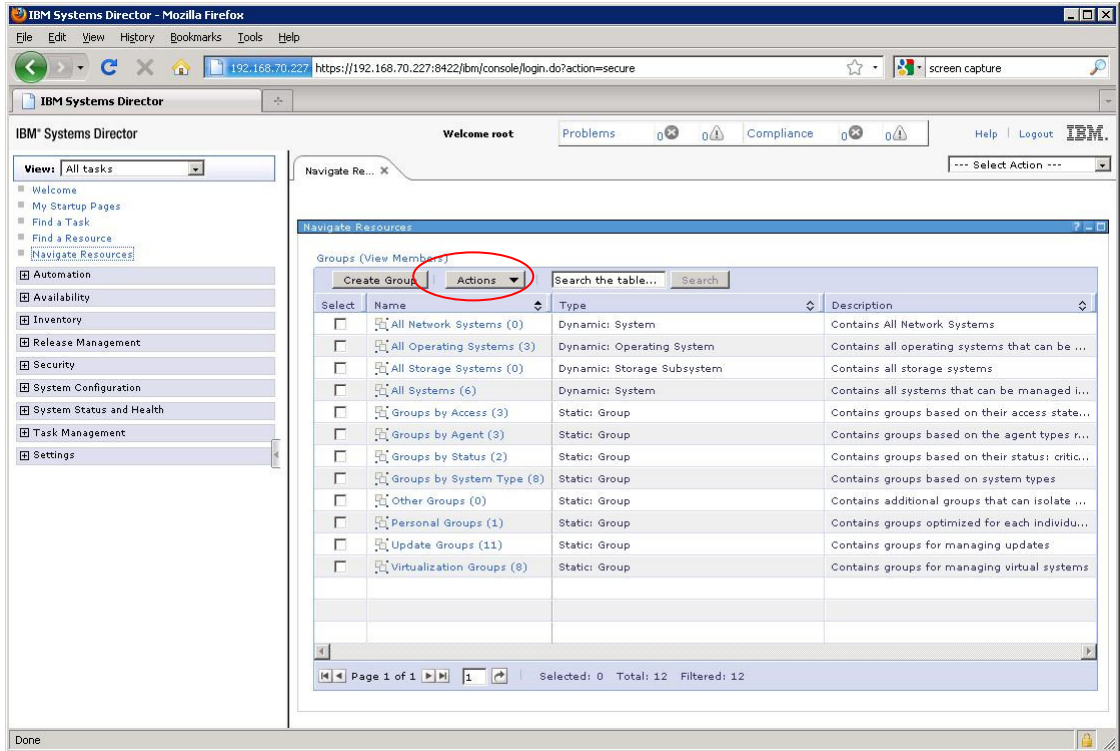 IBM Systems Director - Mozilla Firefox
File Edit View History Bookmarks Tools Help
192.168.70.227 https://192.168.70.227:8422/ibm/console/login.do?action=secure
screen capture
IBM Systems Director
IBM® Systems Director
Welcome root
Problems 0 0 Compliance 0 0
Help Logout IBM.
View: All tasks
Welcome
My Startup Pages
Find a Task
Find a Resource
Navigate Resources
Automation
Availability
Inventory
Release Management
Security
System Configuration
System Status and Health
Task Management
Settings
Navigate Re... X
--- Select Action ---
Navigate Resources
Groups (View Members)
Create Group Actions Search the table... Search
Select Name Type Description
All Network Systems (0) Dynamic: System Contains All Network Systems
All Operating Systems (3) Dynamic: Operating System Contains all operating systems that can be ...
All Storage Systems (0) Dynamic: Storage Subsystem Contains all storage systems
All Systems (6) Dynamic: System Contains all systems that can be managed i...
Groups by Access (3) Static: Group Contains groups based on their access state...
Groups by Agent (3) Static: Group Contains groups based on the agent types r...
Groups by Status (2) Static: Group Contains groups based on their status: critic...
Groups by System Type (8) Static: Group Contains groups based on system types
Other Groups (0) Static: Group Contains additional groups that can isolate ...
Personal Groups (1) Static: Group Contains groups optimized for each individu...
Update Groups (11) Static: Group Contains groups for managing updates
Virtualization Groups (8) Static: Group Contains groups for managing virtual systems
Page 1 of 1 1 Selected: 0 Total: 12 Filtered: 12
Done